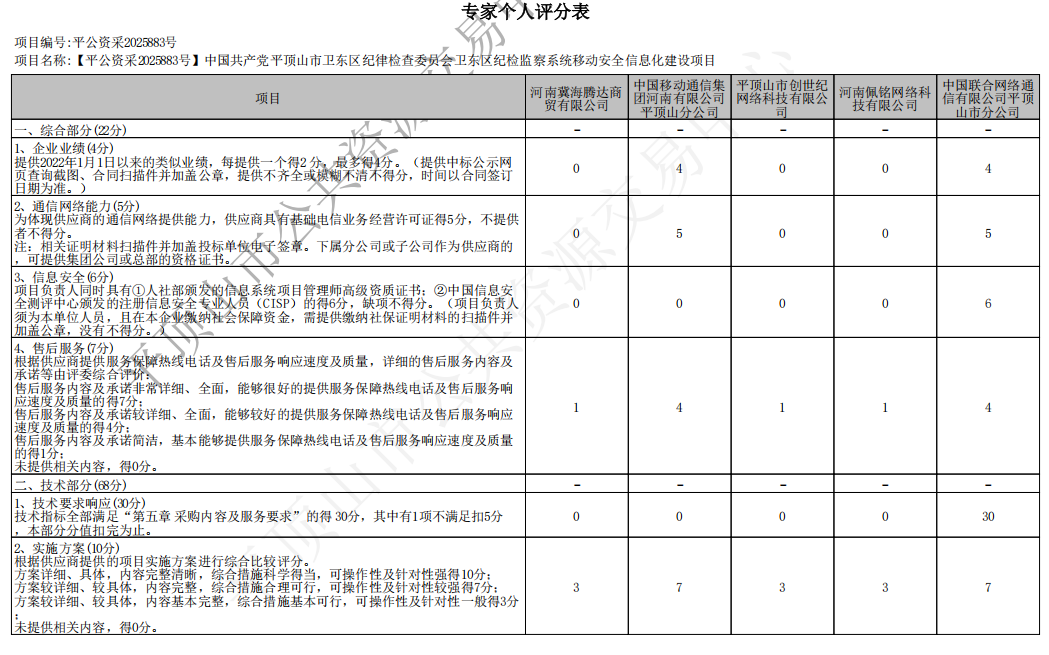 专家个人评分表
项目编号:平公资采2025883号
项目名称:【平公资采2025883号】中国共产党平顶山市卫东区纪律检查委员会卫东区纪检监察系统移动安全信息化建设项目
项目
河南冀海腾达商
贸有限公司
中国移动通信集
团河南有限公司
平顶山分公司
平顶山市创世纪
网络科技有限公
司
河南佩铭网络科
技有限公司
中国联合网络通
信有限公司平顶
山市分公司
一、综合部分(22分) – – – – –
1、企业业绩(4分)
提供2022年1月1日以来的类似业绩，每提供一个得2 分，最多得4分。（提供中标公示网
页查询截图、合同扫描件并加盖公章，提供不齐全或模糊不清不得分，时间以合同签订
日期为准。）
0 4 0 0 4
2、通信网络能力(5分)
为体现供应商的通信网络提供能力，供应商具有基础电信业务经营许可证得5分，不提供
者不得分。
注：相关证明材料扫描件并加盖投标单位电子签章。下属分公司或子公司作为供应商的
，可提供集团公司或总部的资格证书。
0 5 0 0 5
3、信息安全(6分)
项目负责人同时具有①人社部颁发的信息系统项目管理师高级资质证书；②中国信息安
全测评中心颁发的注册信息安全专业人员（CISP）的得6分，缺项不得分。（项目负责人
须为本单位人员，且在本企业缴纳社会保障资金，需提供缴纳社保证明材料的扫描件并
加盖公章，没有不得分。）
0 0 0 0 6
4、售后服务(7分)
根据供应商提供服务保障热线电话及售后服务响应速度及质量，详细的售后服务内容及
承诺等由评委综合评价：
售后服务内容及承诺非常详细、全面，能够很好的提供服务保障热线电话及售后服务响
应速度及质量的得7分；
售后服务内容及承诺较详细、全面，能够较好的提供服务保障热线电话及售后服务响应
速度及质量的得4分；
售后服务内容及承诺简洁，基本能够提供服务保障热线电话及售后服务响应速度及质量
的得1分；
未提供相关内容，得0分。
1 4 1 1 4
二、技术部分(68分) – – – – –
1、技术要求响应(30分)
技术指标全部满足“第五章 采购内容及服务要求”的得 30分，其中有1项不满足扣5分
，本部分分值扣完为止。
0 0 0 0 30
2、实施方案(10分)
根据供应商提供的项目实施方案进行综合比较评分。
方案详细、具体，内容完整清晰，综合措施科学得当，可操作性及针对性强得10分；
方案较详细、较具体，内容完整，综合措施合理可行，可操作性及针对性较强得7分；
方案较详细、较具体，内容基本完整，综合措施基本可行，可操作性及针对性一般得3分
；
未提供相关内容，得0分。
3 7 3 3 7
平顶山市公共资源交易中
平顶山市公共资源交易中心